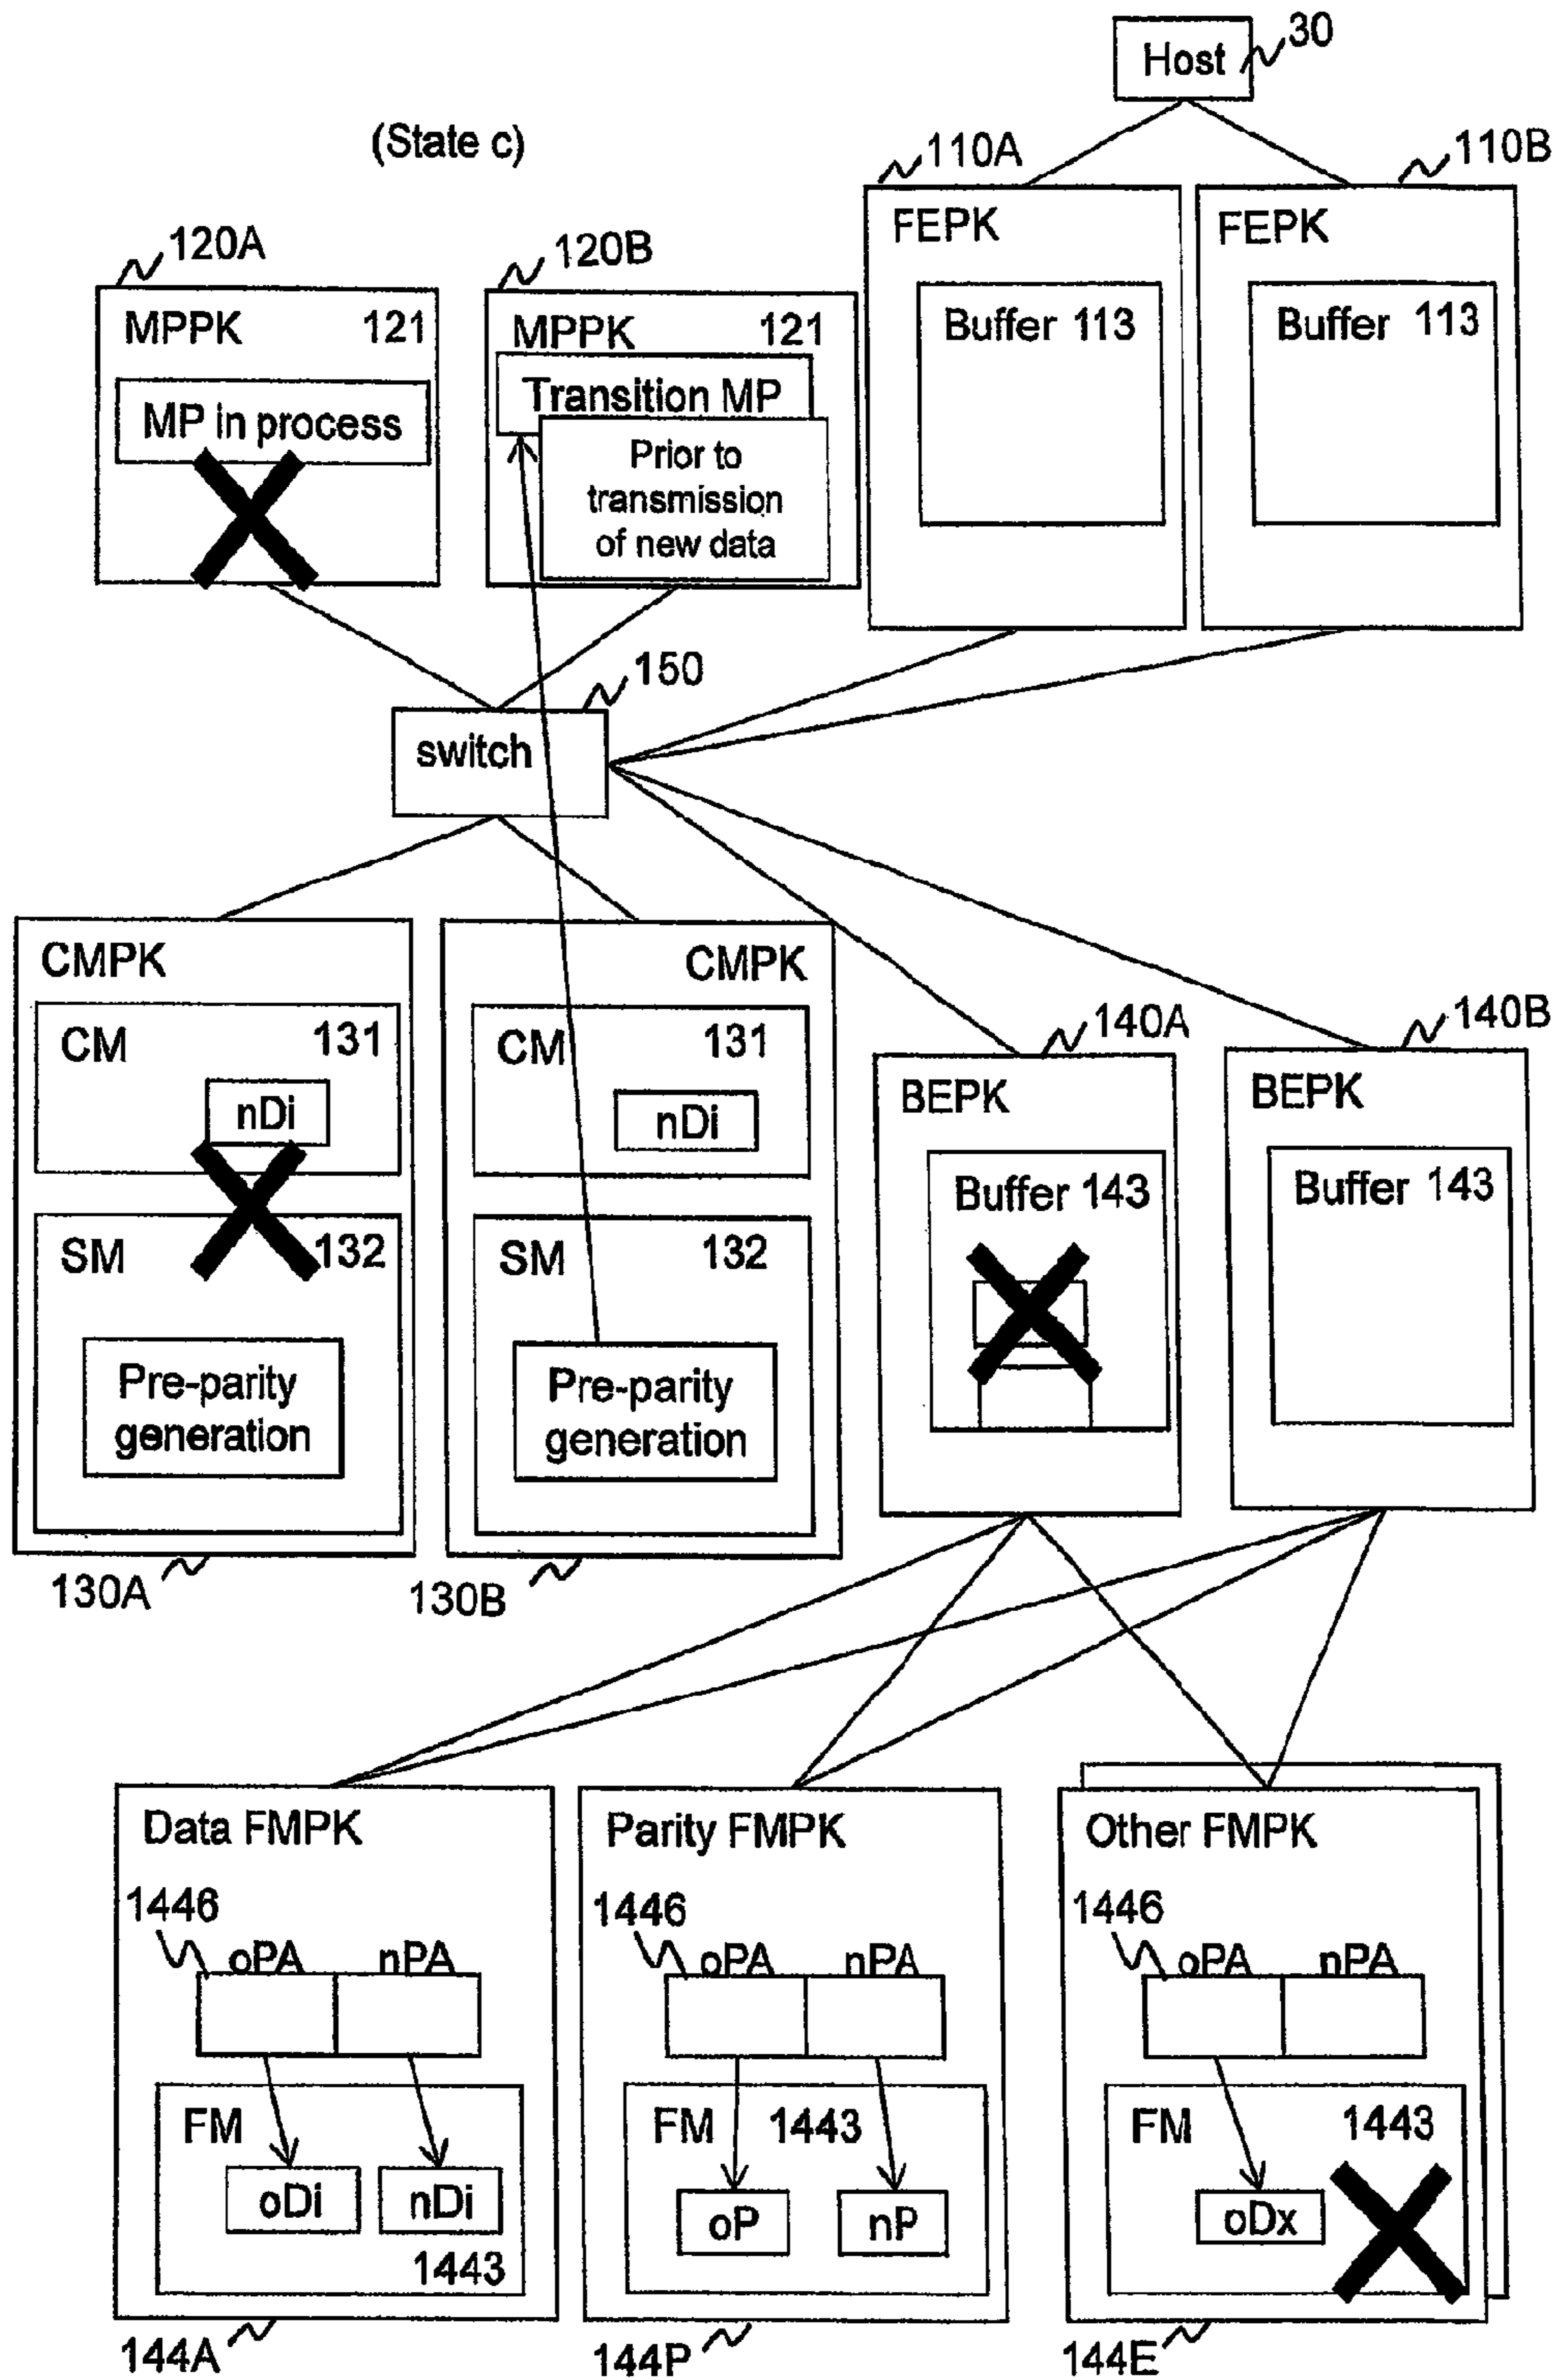 Host
30
(State c)
110A
110B
FEPK
FEPK
120A
120B
MPPK 121
MPPK 121
Buffer 113
Buffer 113
MP in process
Transition MP
Prior to
transmission
of new data
150
switch
CMPK
CMPK
CM 131
CM 131
140A
140B
nDi
nDi
BEPK
BEPK
Buffer 143
Buffer 143
SM 132
SM 132
Pre-parity
generation
Pre-parity
generation
130A
130B
Data FMPK
Parity FMPK
Other FMPK
1446
1446
1446
oPA nPA
oPA nPA
oPA nPA
FM
FM 1443
FM 1443
oDi nDi
oP nP
oDx
1443
144A
144P
144E